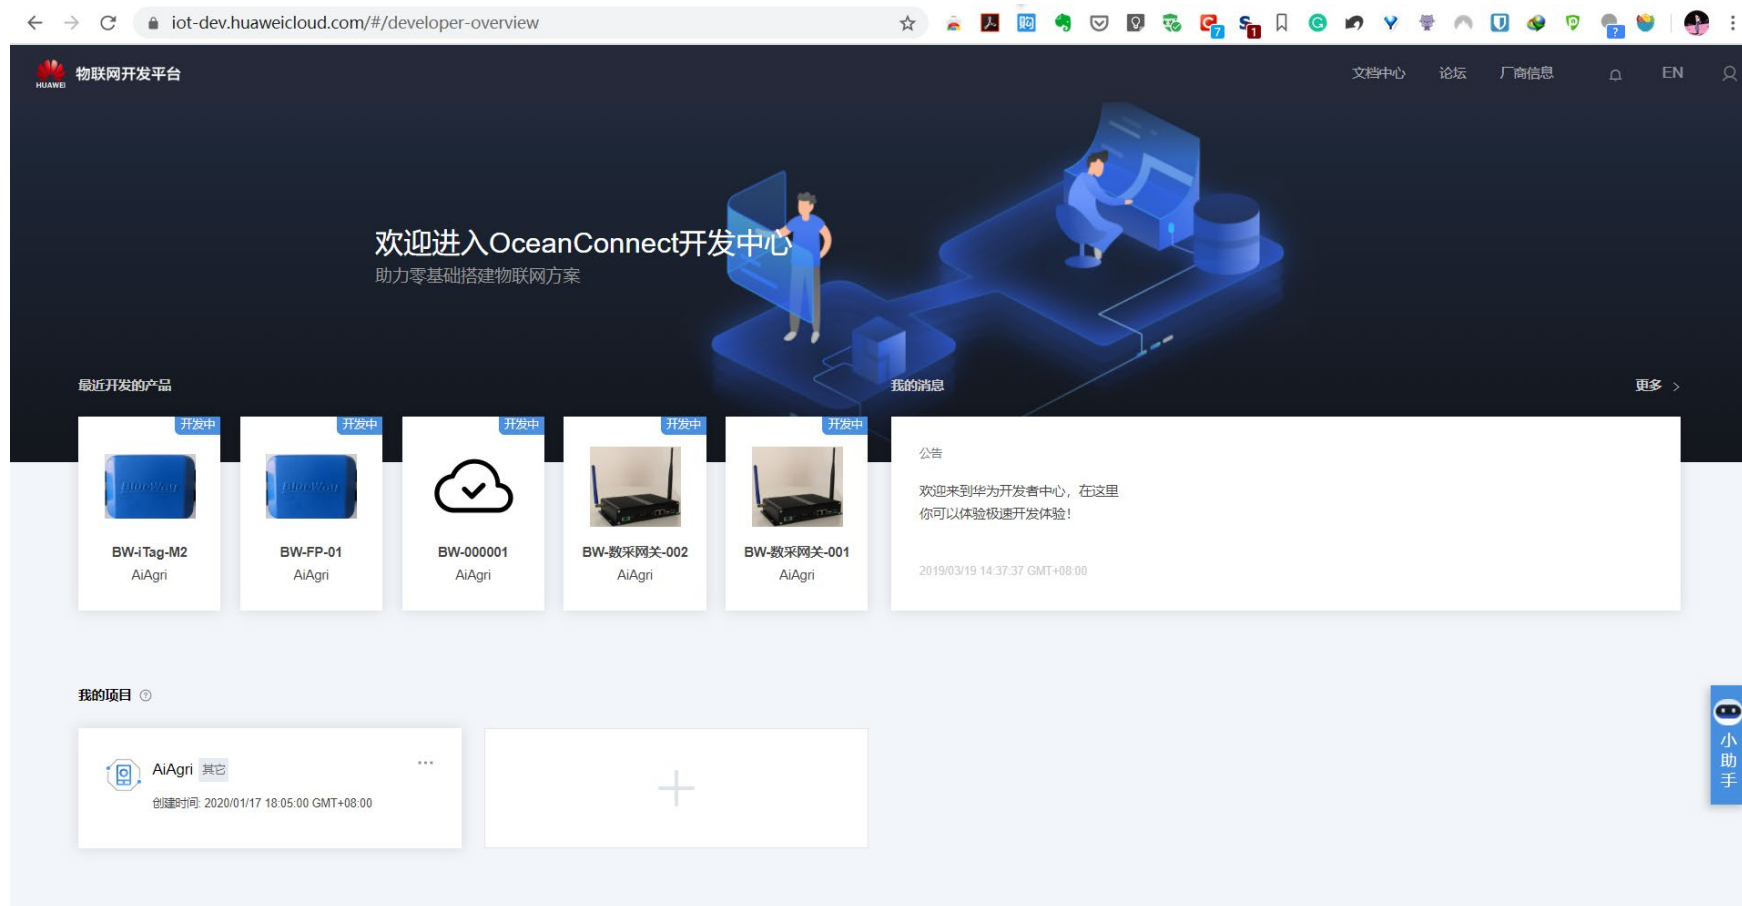 iot-dev.huaweicloud.com/#/developer-overview
7
1
?
HUAWEI
物联网开发平台
文档中心
论坛
厂商信息
EN
欢迎进入OceanConnect开发中心
助力零基础搭建物联网方案
最近开发的产品
我的消息
更多 >
开发中
开发中
开发中
开发中
开发中
BlueWay
BlueWay
BW-iTag-M2
BW-FP-01
BW-000001
BW-数采网关-002
BW-数采网关-001
AiAgri
AiAgri
AiAgri
AiAgri
AiAgri
公告
欢迎来到华为开发者中心，在这里
你可以体验极速开发体验！
2019/03/19 14:37:37 GMT+08:00
我的项目
AiAgri 其它
创建时间: 2020/01/17 18:05:00 GMT+08:00
小助手